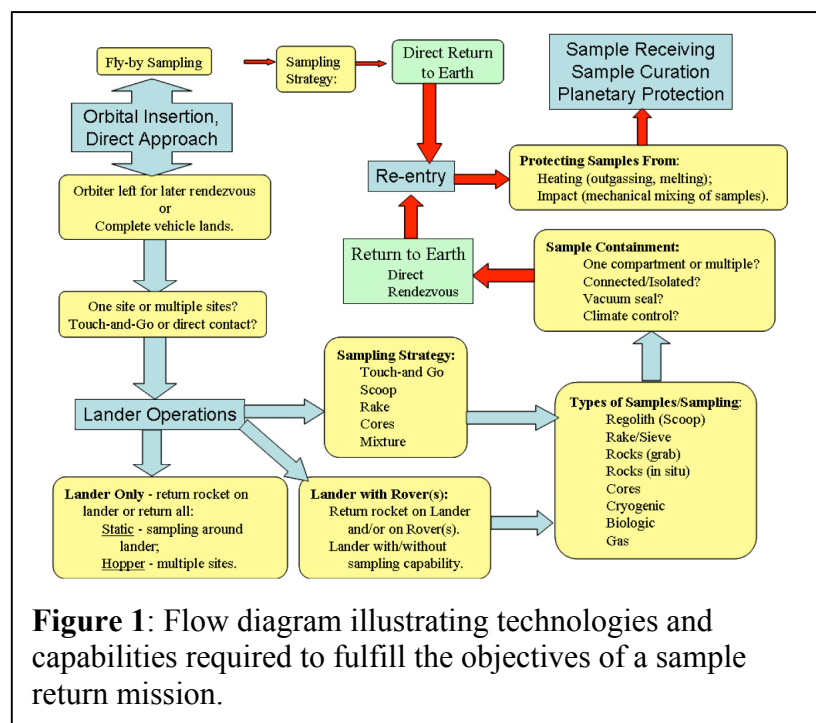 Fly-by Sampling
Sampling
Strategy:
Direct Return
to Earth
Sample Receiving
Sample Curation
Planetary Protection
Orbital Insertion,
Direct Approach
Re-entry
Protecting Samples From:
Heating (outgassing, melting);
Impact (mechanical mixing of samples).
Orbiter left for later rendezvous
or
Complete vehicle lands.
Return to Earth
Direct
Rendezvous
Sample Containment:
One compartment or multiple?
Connected/Isolated?
Vacuum seal?
Climate control?
One site or multiple sites?
Touch-and-Go or direct contact?
Sampling Strategy:
Touch-and Go
Scoop
Rake
Cores
Mixture
Lander Operations
Types of Samples/Sampling:
Regolith (Scoop)
Rake/Sieve
Rocks (grab)
Rocks (in situ)
Cores
Cryogenic
Biologic
Gas
Lander Only - return rocket on
lander or return all:
Static - sampling around
lander;
Hopper - multiple sites.
Lander with Rover(s):
Return rocket on Lander
and/or on Rover(s).
Lander with/without
sampling capability.
Figure 1: Flow diagram illustrating technologies and
capabilities required to fulfill the objectives of a sample
return mission.